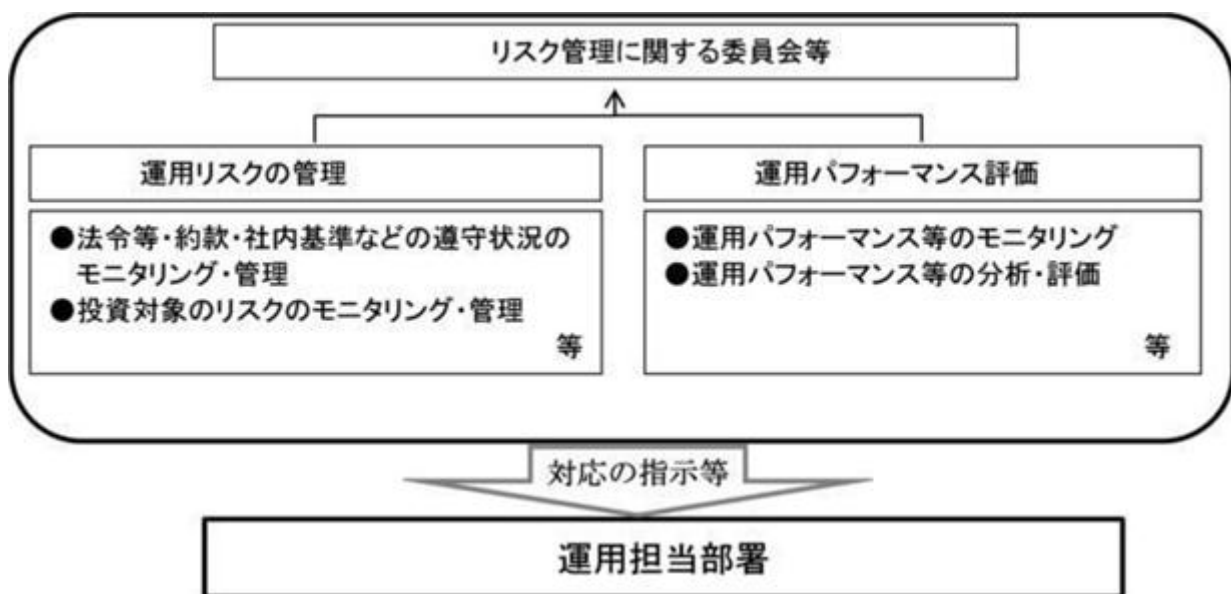 リスク管理に関する委員会等
運用リスクの管理
●法令等・約款・社内基準などの遵守状況の
モニタリング・管理
●投資対象のリスクのモニタリング・管理
等
運用パフォーマンス評価
●運用パフォーマンス等のモニタリング
●運用パフォーマンス等の分析・評価
等
対応の指示等
運用担当部署